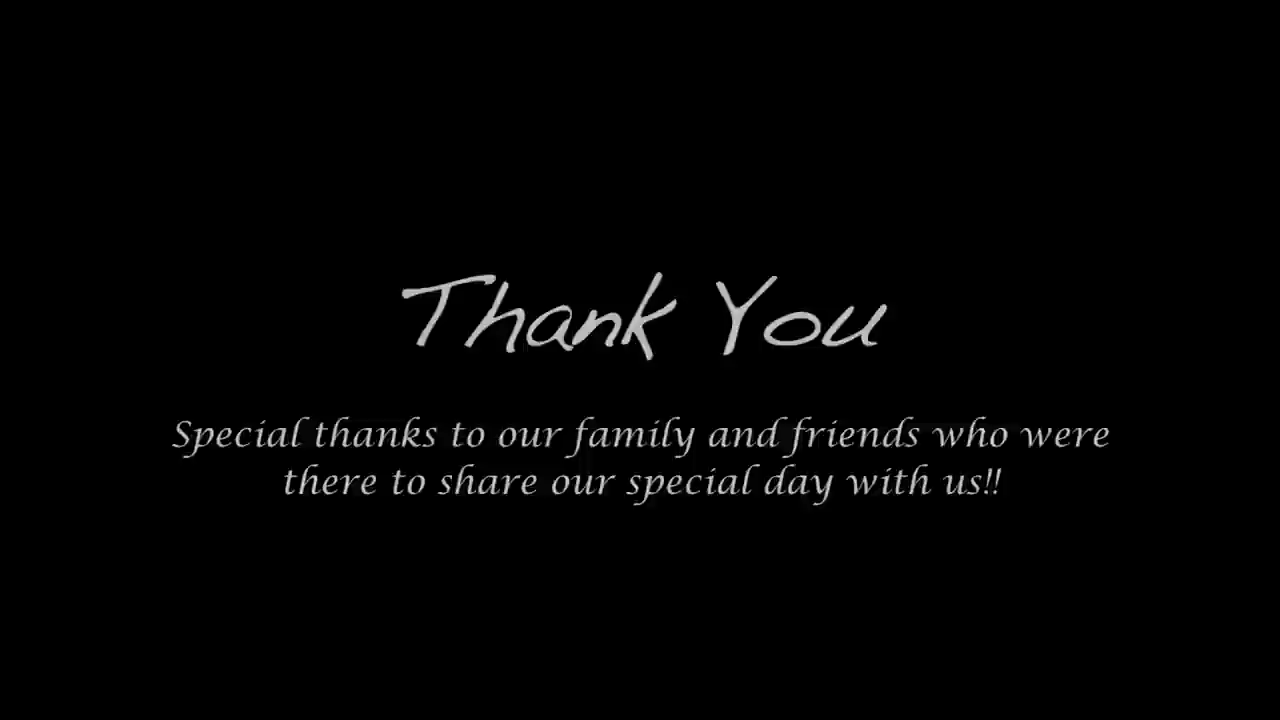 Thank You
Special thanks to our family and friends who were
there to share our special day with us!!